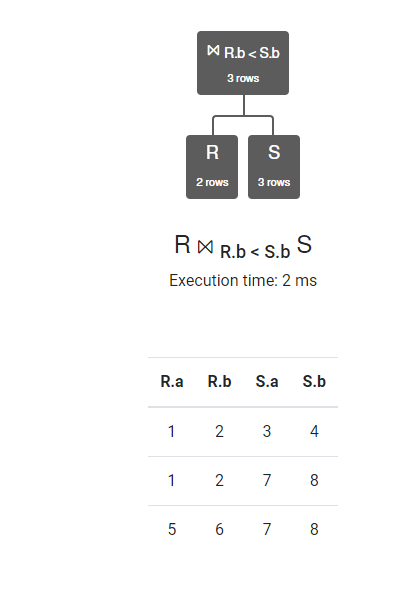 ⋈ R.b < S.b
3 rows
R
S
2 rows
3 rows
R ⋈ R.b < S.b S
Execution time: 2 ms
R.a R.b S.a S.b
1 2 3 4
1 2 7 8
5 6 7 8